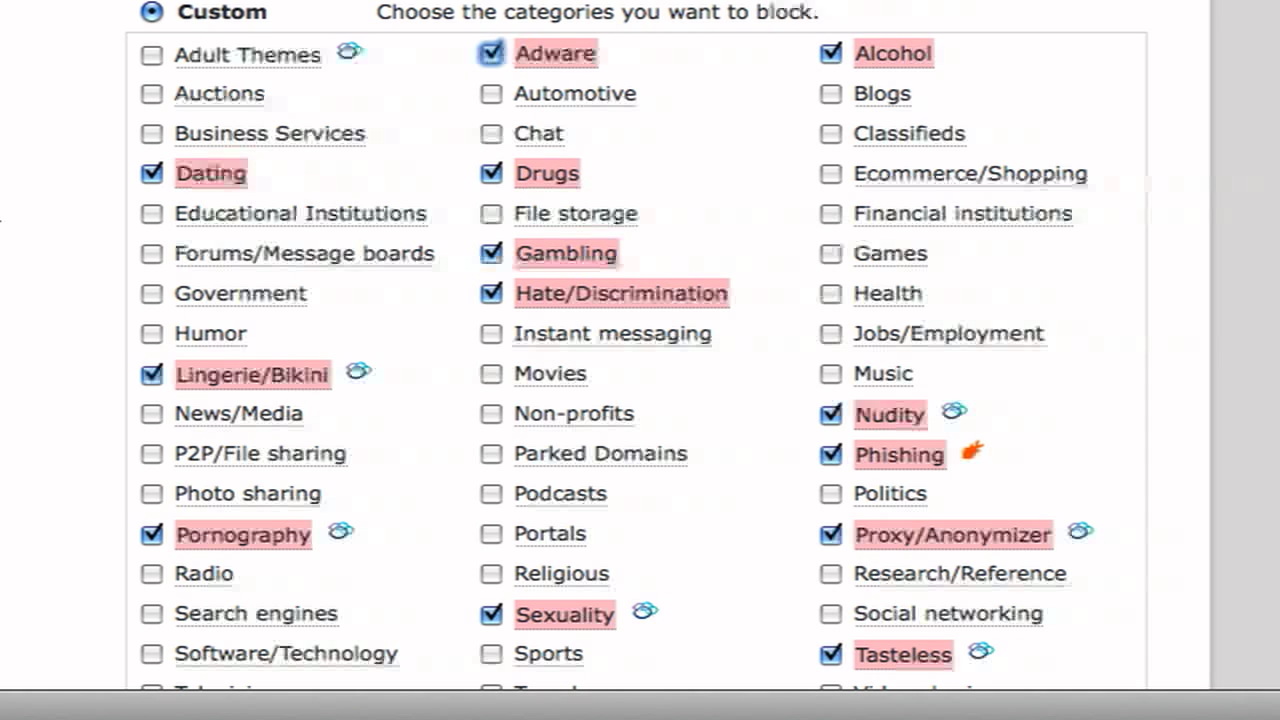 Custom Choose the categories you want to block.
Adult Themes Adware Alcohol
Auctions Automotive Blogs
Business Services Chat Classifieds
Dating Drugs Ecommerce/Shopping
Educational Institutions File storage Financial institutions
Forums/Message boards Gambling Games
Government Hate/Discrimination Health
Humor Instant messaging Jobs/Employment
Lingerie/Bikini Movies Music
News/Media Non-profits Nudity
P2P/File sharing Parked Domains Phishing
Photo sharing Podcasts Politics
Pornography Portals Proxy/Anonymizer
Radio Religious Research/Reference
Search engines Sexuality Social networking
Software/Technology Sports Tasteless